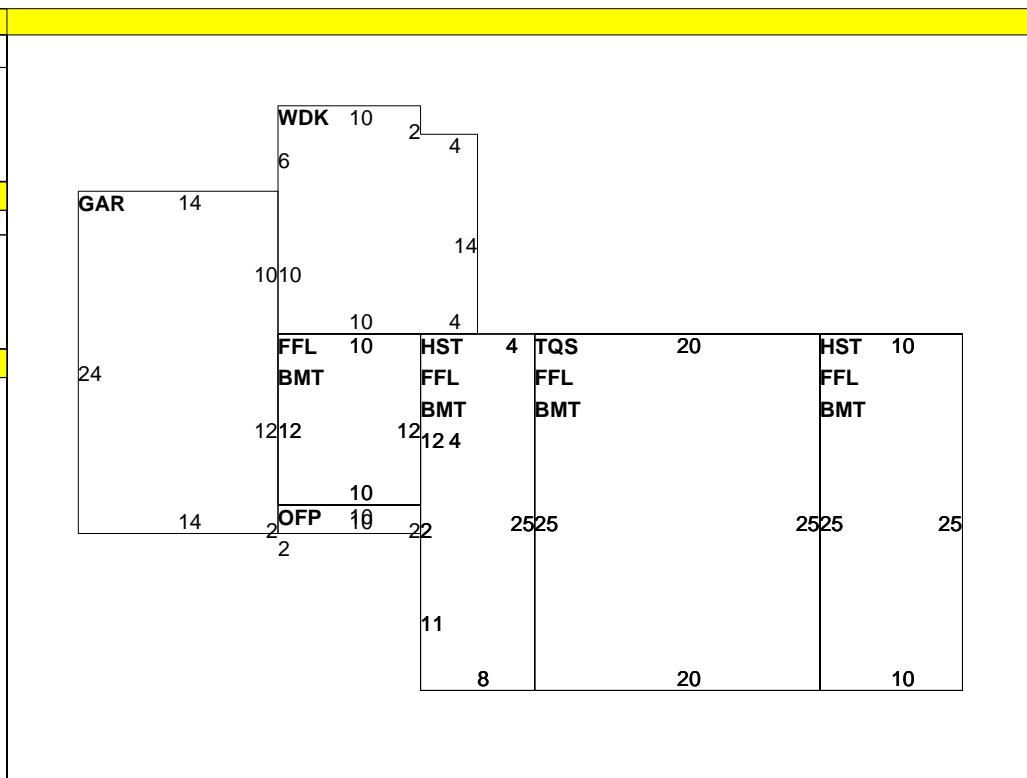 WDK 10
2
4
6
GAR 14
14
10 10
10 4
FFL 10 HST 4 TQS 20 HST 10
BMT FFL FFL FFL
24
BMT BMT BMT
12 12 12 12 4
10
OFP 10
10
14 2 2 2 25 25 25 25 25
2
11
8 20 10